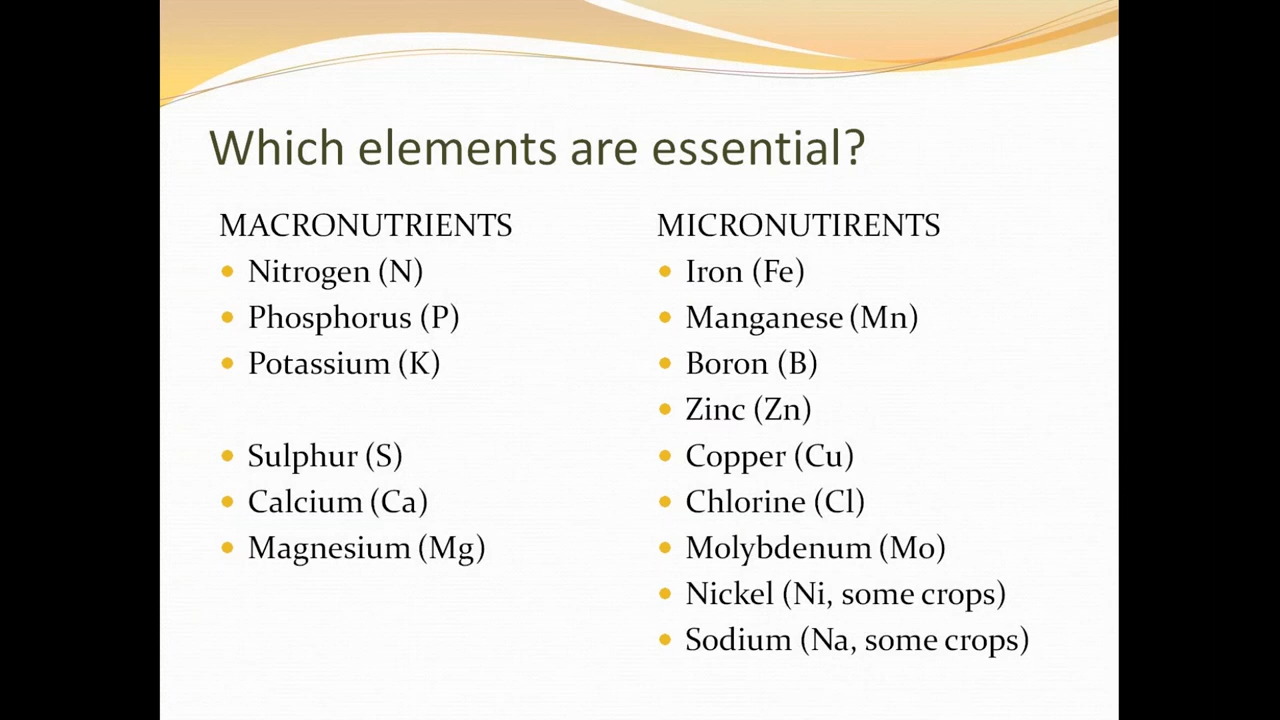 Which elements are essential?
MACRONUTRIENTS
Nitrogen (N)
Phosphorus (P)
Potassium (K)
Sulphur (S)
Calcium (Ca)
Magnesium (Mg)
MICRONUTIRENTS
Iron (Fe)
Manganese (Mn)
Boron (B)
Zinc (Zn)
Copper (Cu)
Chlorine (Cl)
Molybdenum (Mo)
Nickel (Ni, some crops)
Sodium (Na, some crops)